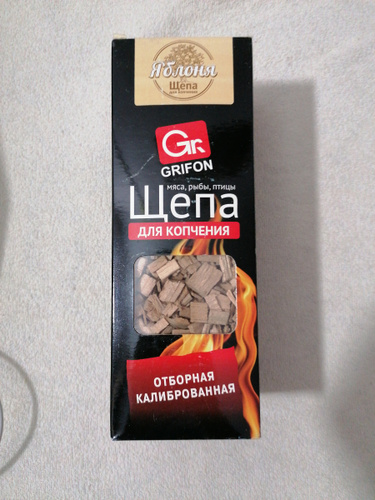 Яблоня
Щепа
для копчения
Gr
GRIFON
мяса, рыбы, птицы
Щепа
ДЛЯ КОПЧЕНИЯ
ОТБОРНАЯ
КАЛИБРОВАННАЯ